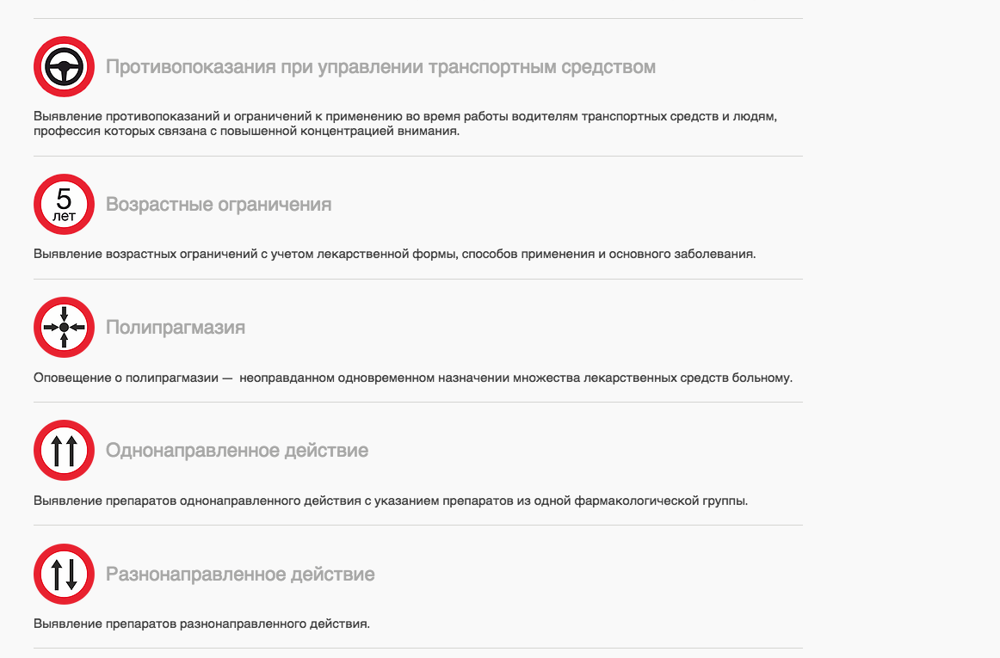 Противопоказания при управлении транспортным средством
Выявление противопоказаний и ограничений к применению во время работы водителям транспортных средств и людям,
профессия которых связана с повышенной концентрацией внимания.
5
лет
Возрастные ограничения
Выявление возрастных ограничений с учетом лекарственной формы, способов применения и основного заболевания.
Полипрагмазия
Оповещение о полипрагмазии — неоправданном одновременном назначении множества лекарственных средств больному.
Однонаправленное действие
Выявление препаратов однонаправленного действия с указанием препаратов из одной фармакологической группы.
Разнонаправленное действие
Выявление препаратов разнонаправленного действия.